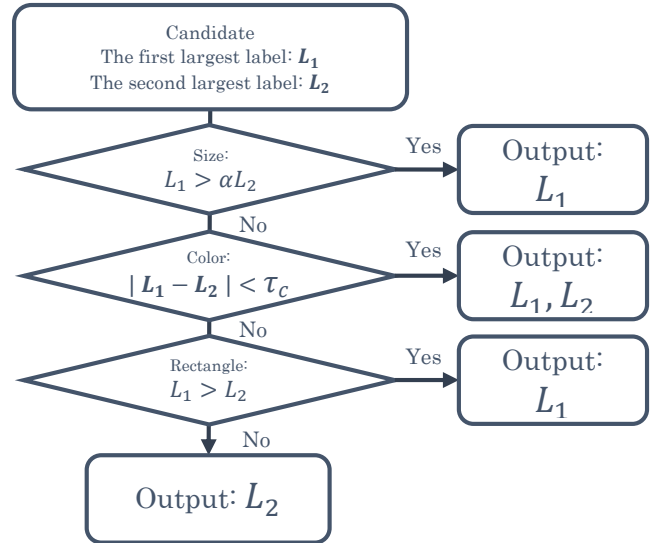 Candidate
The first largest label: L₁
The second largest label: L₂
Size:
L₁ > αL₂
Yes
Output:
L₁
No
Color:
| L₁ − L₂ | < τ_c
Yes
Output:
L₁, L₂
No
Rectangle:
L₁ > L₂
Yes
Output:
L₁
No
Output: L₂